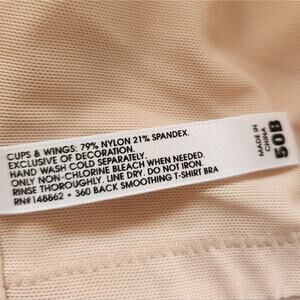 CUPS & WINGS: 79% NYLON 21% SPANDEX.
EXCLUSIVE OF DECORATION.
HAND WASH COLD SEPARATELY.
ONLY NON-CHLORINE BLEACH WHEN NEEDED.
RINSE THOROUGHLY. LINE DRY. DO NOT IRON.
RN#148862 • 360 BACK SMOOTHING T-SHIRT BRA
MADE IN
CHINA
50B